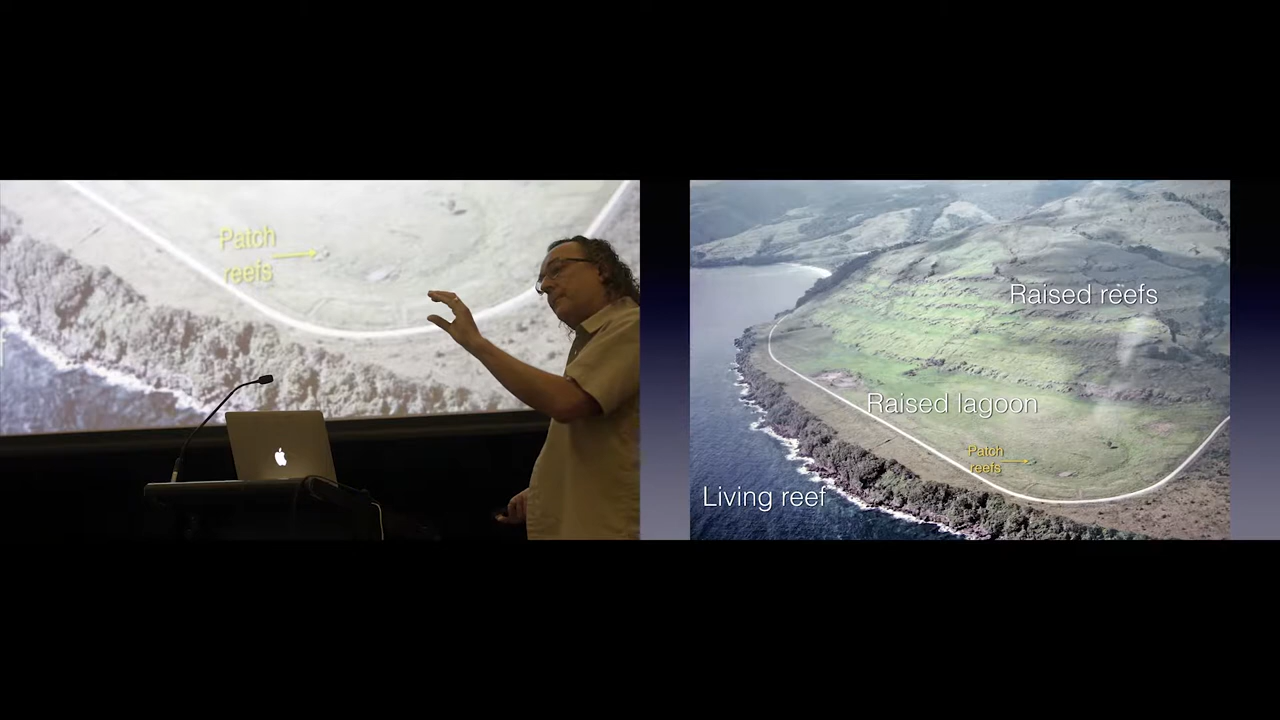 Patch
reefs
Raised reefs
Raised lagoon
Patch
reefs
Living reef